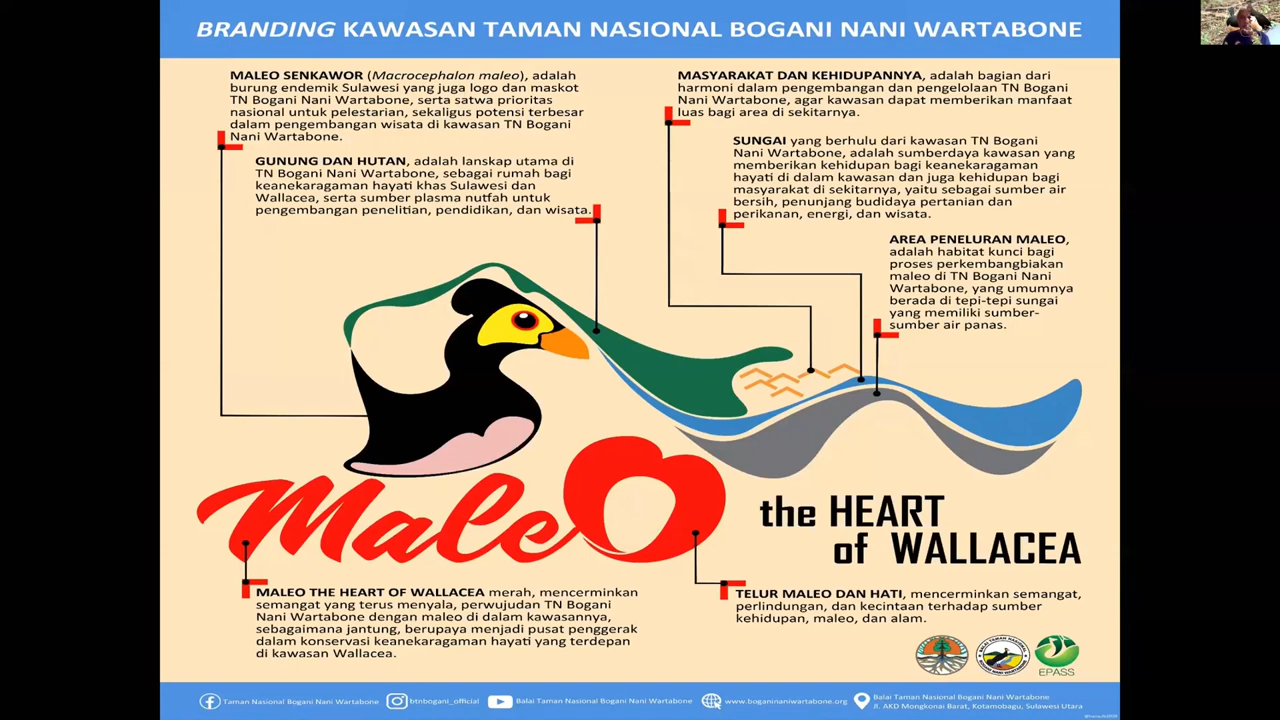 BRANDING KAWASAN TAMAN NASIONAL BOGANI NANI WARTABONE
MALEO SENKAWOR (Macrocephalon maleo), adalah
burung endemik Sulawesi yang juga logo dan maskot
TN Bogani Nani Wartabone, serta satwa prioritas
nasional untuk pelestarian, sekaligus potensi terbesar
dalam pengembangan wisata di kawasan TN Bogani
Nani Wartabone.
GUNUNG DAN HUTAN, adalah lanskap utama di
TN Bogani Nani Wartabone, sebagai rumah bagi
keanekaragaman hayati khas Sulawesi dan
Wallacea, serta sumber plasma nutfah untuk
pengembangan penelitian, pendidikan, dan wisata.
MASYARAKAT DAN KEHIDUPANNYA, adalah bagian dari
harmoni dalam pengembangan dan pengelolaan TN Bogani
Nani Wartabone, agar kawasan dapat memberikan manfaat
luas bagi area di sekitarnya.
SUNGAI yang berhulu dari kawasan TN Bogani
Nani Wartabone, adalah sumberdaya kawasan yang
memberikan kehidupan bagi keanekaragaman
hayati di dalam kawasan dan juga kehidupan bagi
masyarakat di sekitarnya, yaitu sebagai sumber air
bersih, penunjang budidaya pertanian dan
perikanan, energi, dan wisata.
AREA PENELURAN MALEO,
adalah habitat kunci bagi
proses perkembangbiakan
maleo di TN Bogani Nani
Wartabone, yang umumnya
berada di tepi-tepi sungai
yang memiliki sumber-
sumber air panas.
Maleo
the HEART
of WALLACEA
MALEO THE HEART OF WALLACEA merah, mencerminkan
semangat yang terus menyala, perwujudan TN Bogani
Nani Wartabone dengan maleo di dalam kawasannya,
sebagaimana jantung, berupaya menjadi pusat penggerak
dalam konservasi keanekaragaman hayati yang terdepan
di kawasan Wallacea.
TELUR MALEO DAN HATI, mencerminkan semangat,
perlindungan, dan kecintaan terhadap sumber
kehidupan, maleo, dan alam.
EPASS
Taman Nasional Bogani Nani Wartabone
btnbogani_official
Balai Taman Nasional Bogani Nani Wartabone
www.boganinaniwartabone.org
Balai Taman Nasional Bogani Nani Wartabone
Jl. AKD Mongkonai Barat, Kotamobagu, Sulawesi Utara